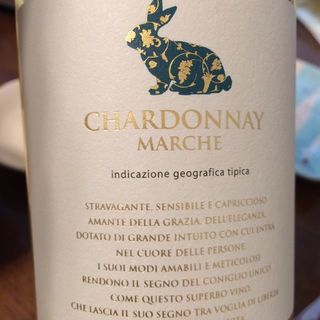 CHARDONNAY
MARCHE
indicazione geografica tipica
STRAVAGANTE, SENSIBILE E CAPRICCIOSO
AMANTE DELLA GRAZIA, DELL'ELEGANZA,
DOTATO DI GRANDE INTUITO CON CUI ENTRA
NEL CUORE DELLE PERSONE.
I SUOI MODI AMABILI E METICOLOSI
RENDONO IL SEGNO DEL CONIGLIO UNICO
COME QUESTO SUPERBO VINO,
CHE LASCIA IL SUO SEGNO TRA VOGLIA DI LIBERTÀ